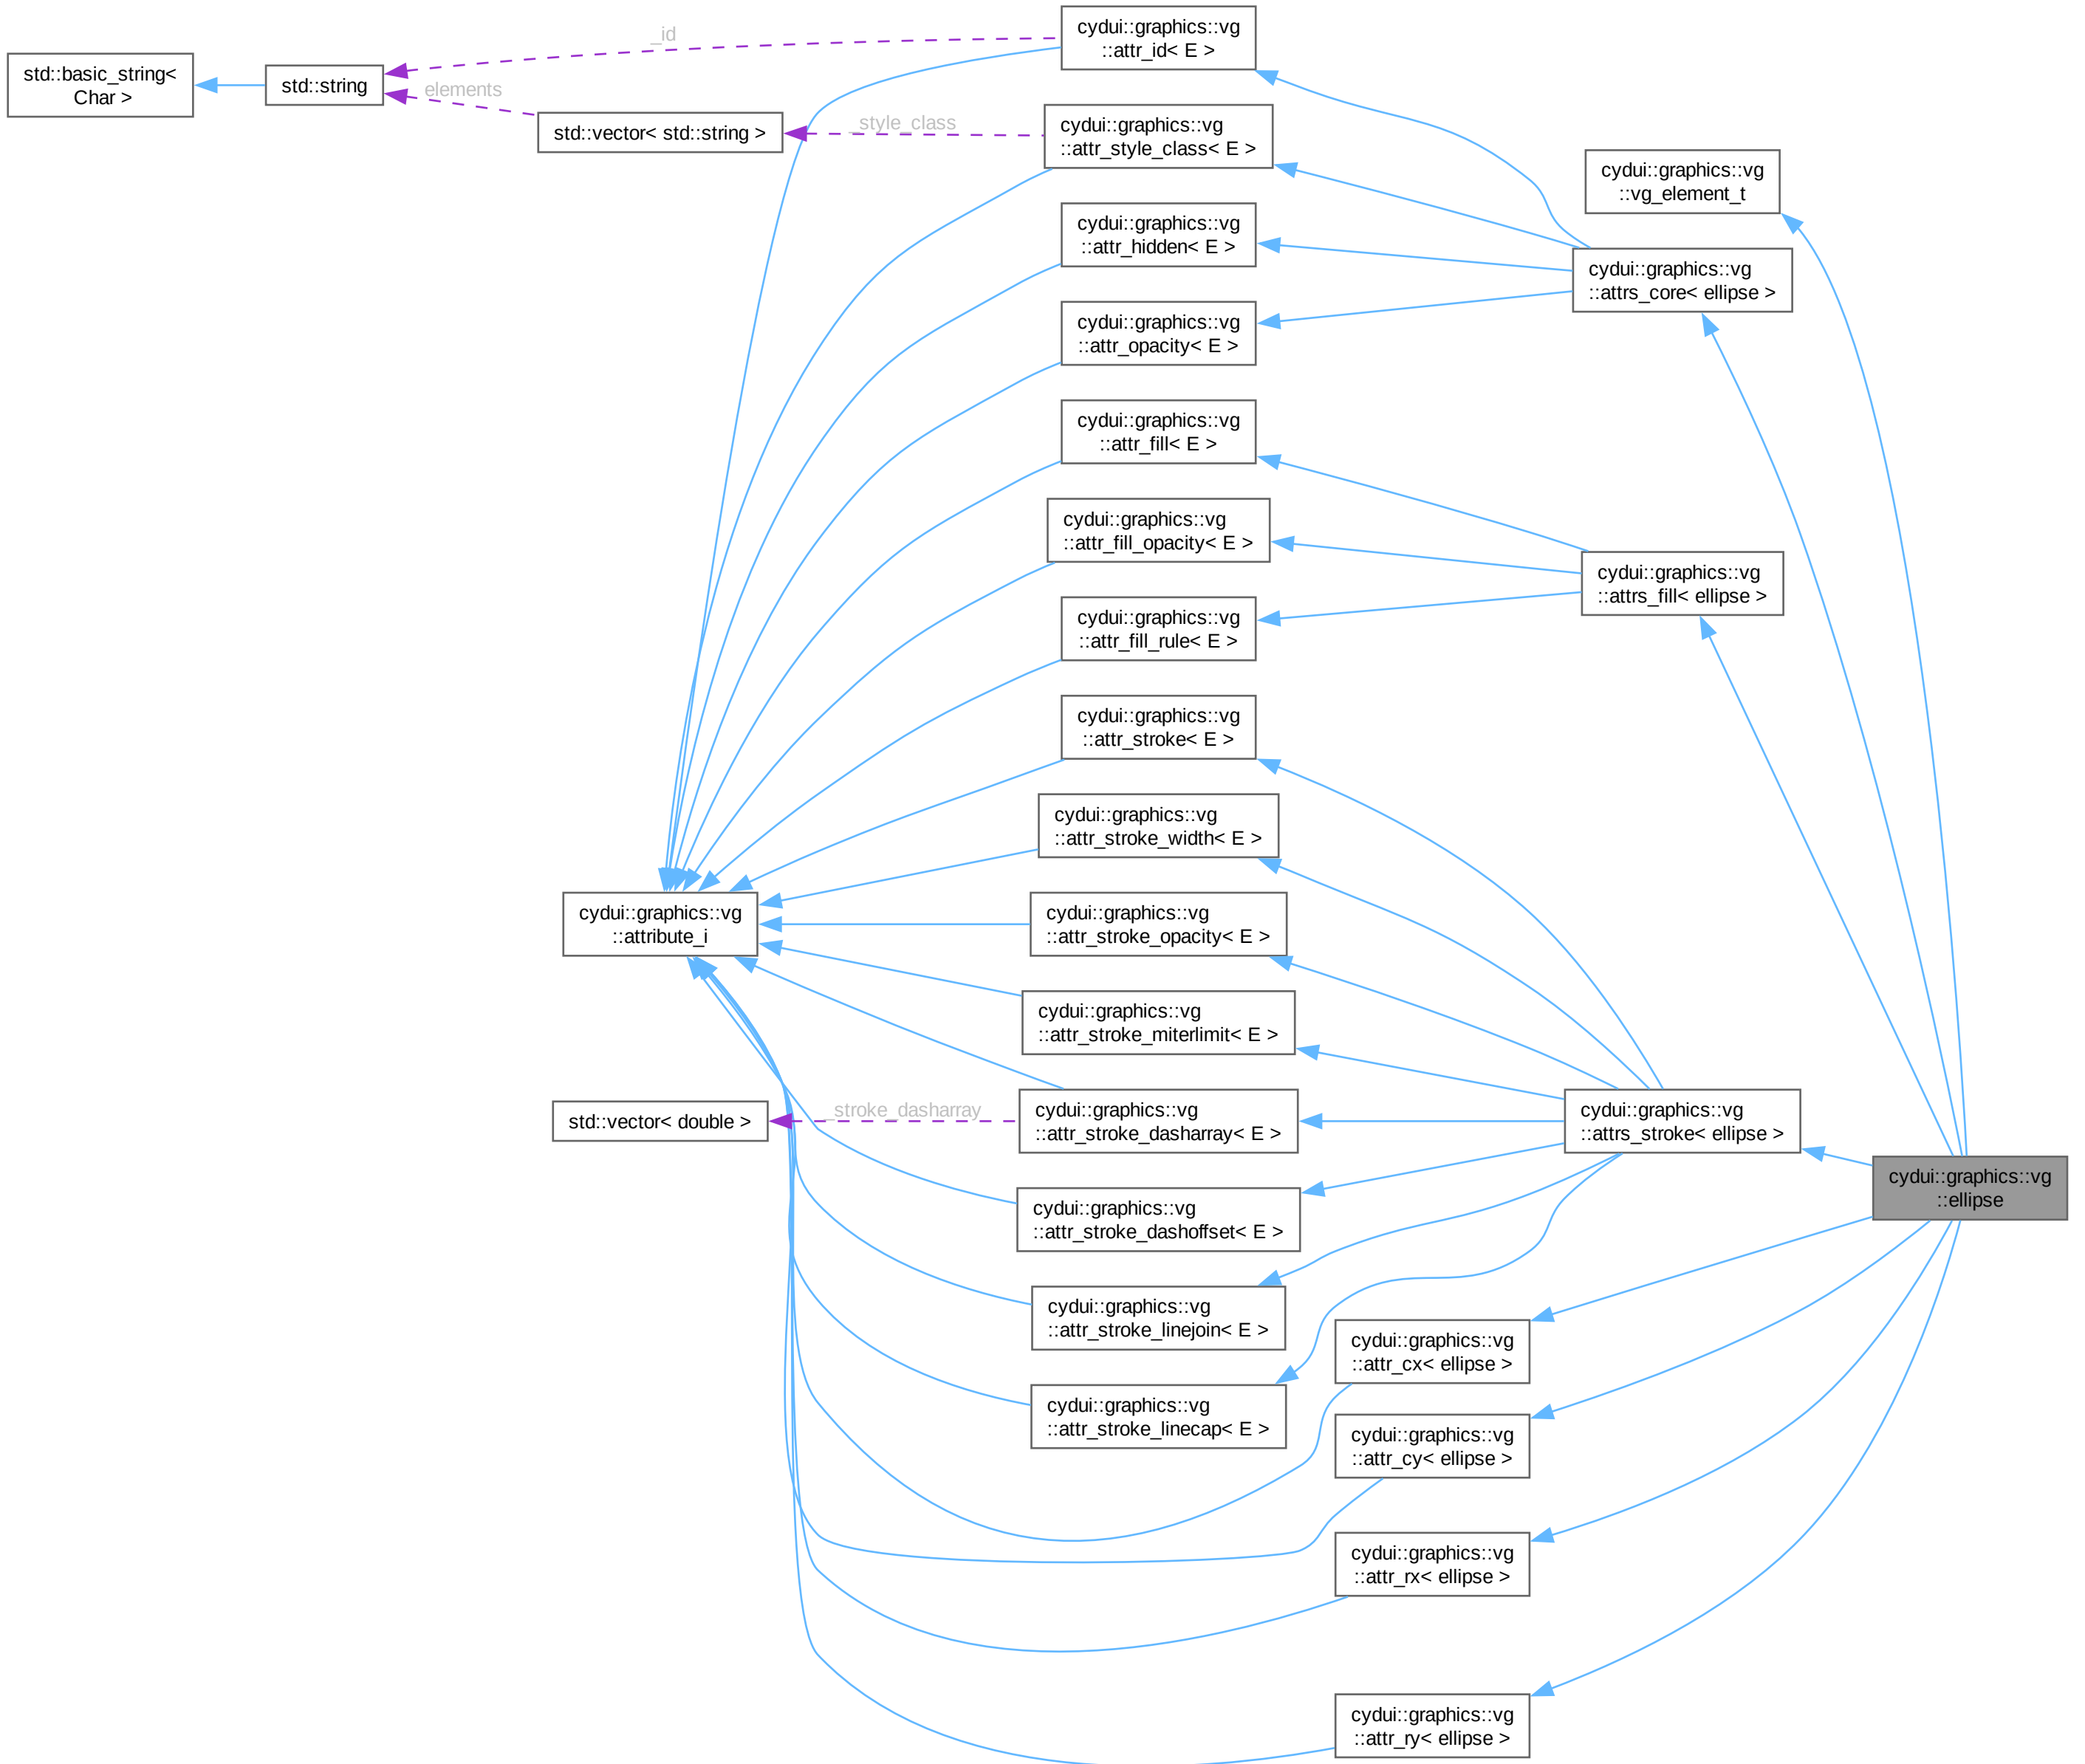 std::basic_string<
Char >
std::string
_id
elements
std::vector< std::string >
_style_class
cydui::graphics::vg
::attr_id< E >
cydui::graphics::vg
::attr_style_class< E >
cydui::graphics::vg
::attr_hidden< E >
cydui::graphics::vg
::attr_opacity< E >
cydui::graphics::vg
::attr_fill< E >
cydui::graphics::vg
::attr_fill_opacity< E >
cydui::graphics::vg
::attr_fill_rule< E >
cydui::graphics::vg
::attr_stroke< E >
cydui::graphics::vg
::attr_stroke_width< E >
cydui::graphics::vg
::attr_stroke_opacity< E >
cydui::graphics::vg
::attr_stroke_miterlimit< E >
cydui::graphics::vg
::attr_stroke_dasharray< E >
cydui::graphics::vg
::attr_stroke_dashoffset< E >
cydui::graphics::vg
::attr_stroke_linejoin< E >
cydui::graphics::vg
::attr_stroke_linecap< E >
cydui::graphics::vg
::attribute_i
std::vector< double >
_stroke_dasharray
cydui::graphics::vg
::vg_element_t
cydui::graphics::vg
::attrs_core< ellipse >
cydui::graphics::vg
::attrs_fill< ellipse >
cydui::graphics::vg
::attrs_stroke< ellipse >
cydui::graphics::vg
::ellipse
cydui::graphics::vg
::attr_cx< ellipse >
cydui::graphics::vg
::attr_cy< ellipse >
cydui::graphics::vg
::attr_rx< ellipse >
cydui::graphics::vg
::attr_ry< ellipse >